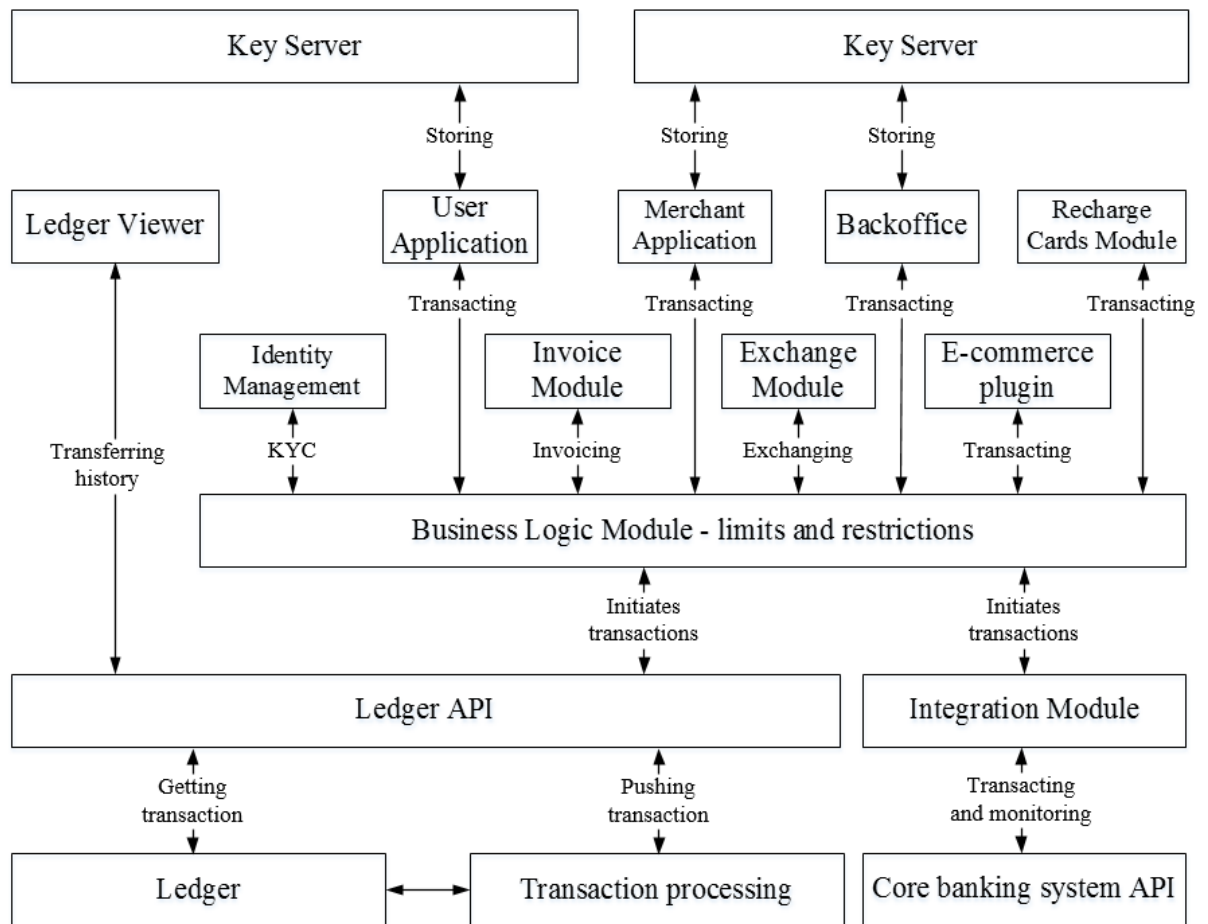 Key Server
Key Server
Storing
Storing
Storing
Ledger Viewer
User
Application
Merchant
Application
Backoffice
Recharge
Cards Module
Transacting
Transacting
Transacting
Transacting
Identity
Management
Invoice
Module
Exchange
Module
E-commerce
plugin
Transferring
history
KYC
Invoicing
Exchanging
Transacting
Business Logic Module - limits and restrictions
Initiates
transactions
Initiates
transactions
Ledger API
Integration Module
Getting
transaction
Pushing
transaction
Transacting
and monitoring
Ledger
Transaction processing
Core banking system API